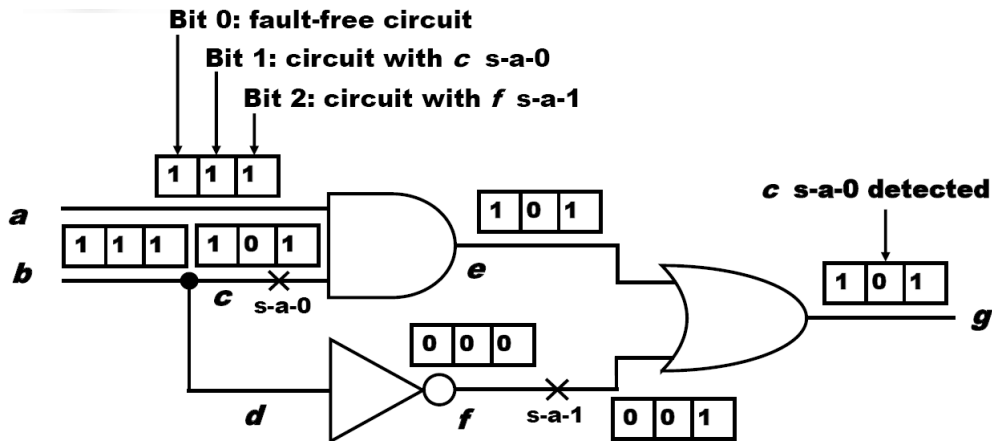 Bit 0: fault-free circuit
Bit 1: circuit with c s-a-0
Bit 2: circuit with f s-a-1
1 1 1
c s-a-0 detected
a
1 1 1
1 0 1
1 0 1
1 0 1
b
c
s-a-0
e
g
0 0 0
d
f
s-a-1
0 0 1